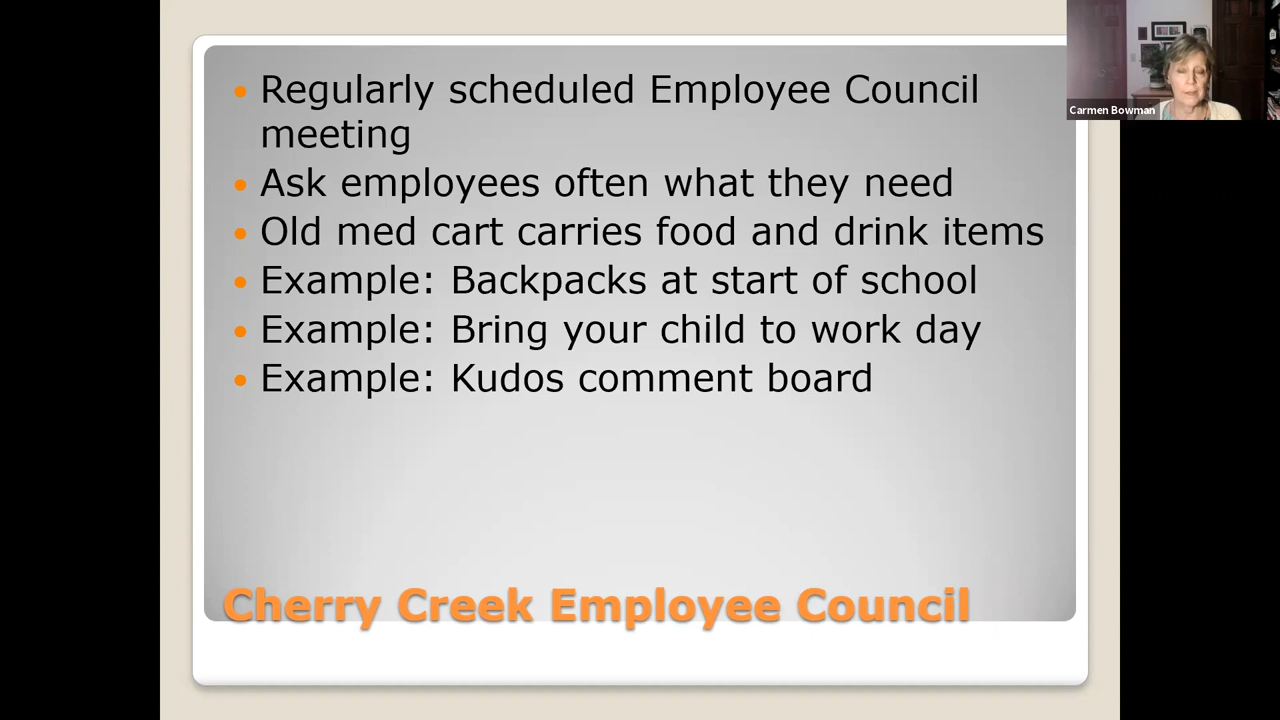 Regularly scheduled Employee Council
meeting
Ask employees often what they need
Old med cart carries food and drink items
Example: Backpacks at start of school
Example: Bring your child to work day
Example: Kudos comment board
Cherry Creek Employee Council
Carmen Bowman